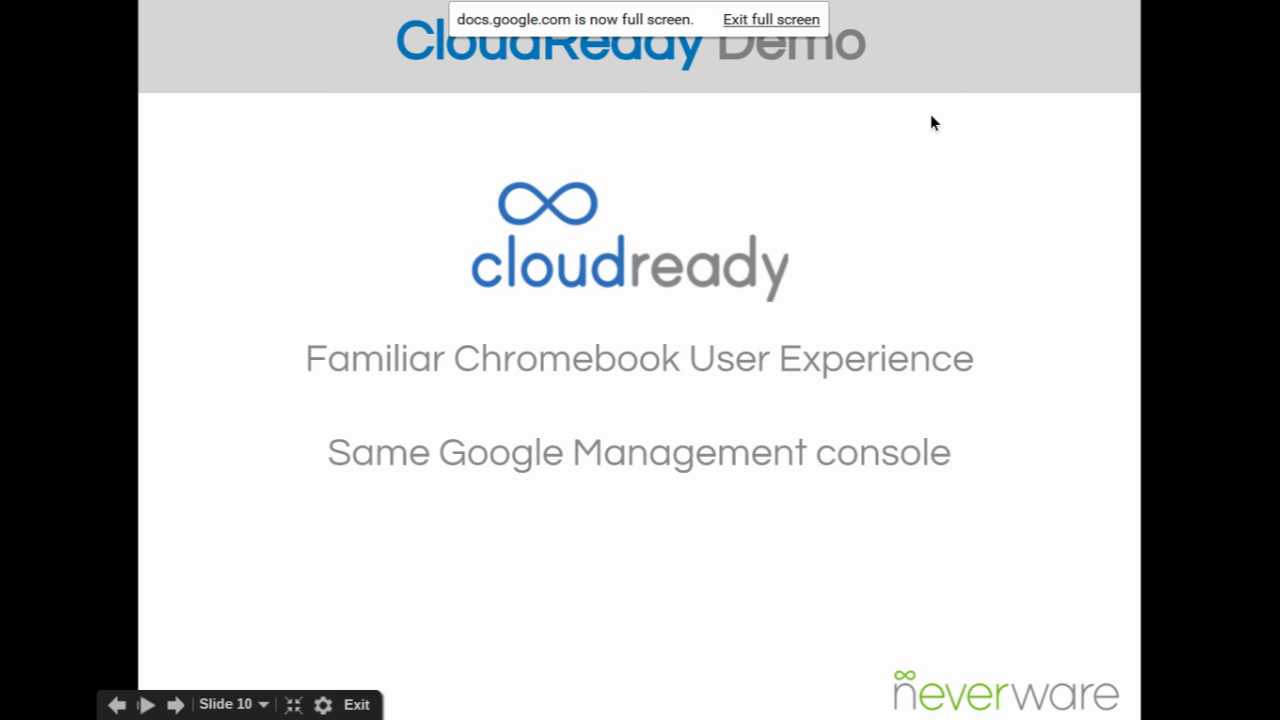 docs.google.com is now full screen. Exit full screen
CloudReady Demo
cloudready
Familiar Chromebook User Experience
Same Google Management console
neverware
Slide 10 Exit